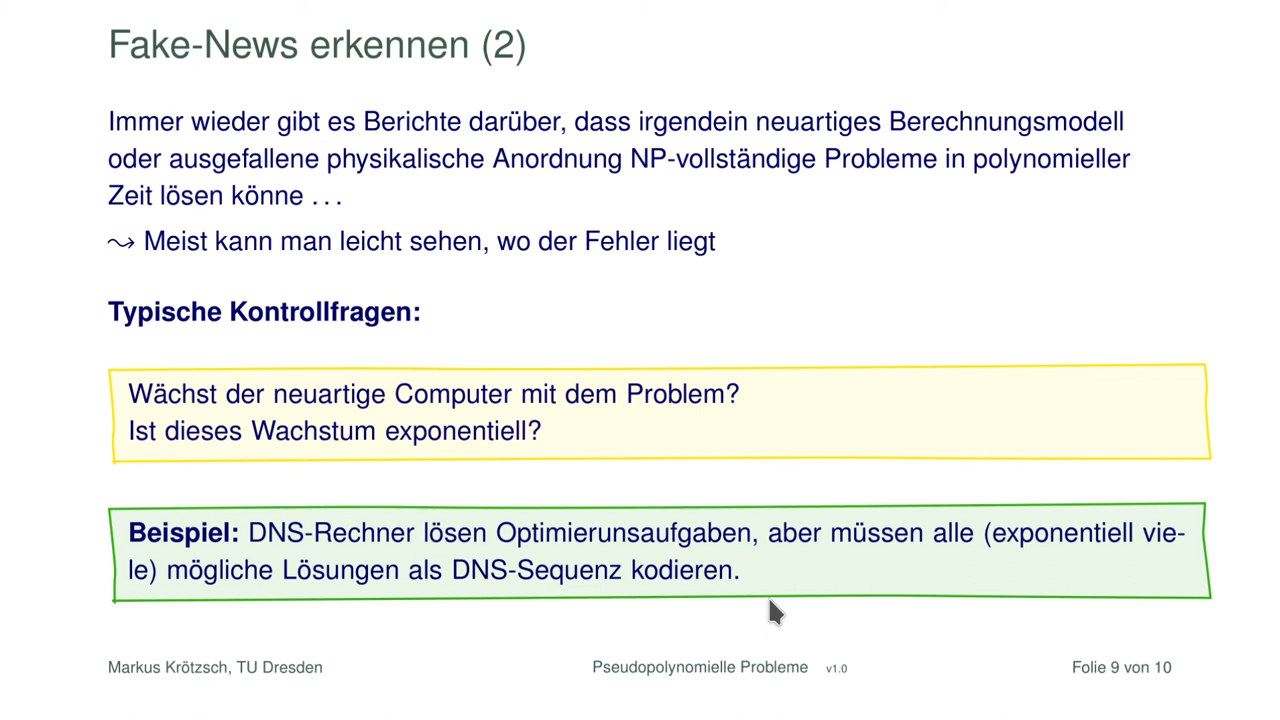 Fake-News erkennen (2)
Immer wieder gibt es Berichte darüber, dass irgendein neuartiges Berechnungsmodell
oder ausgefallene physikalische Anordnung NP-vollständige Probleme in polynomieller
Zeit lösen könne . . .
⇝ Meist kann man leicht sehen, wo der Fehler liegt
Typische Kontrollfragen:
Wächst der neuartige Computer mit dem Problem?
Ist dieses Wachstum exponentiell?
Beispiel: DNS-Rechner lösen Optimierunsaufgaben, aber müssen alle (exponentiell vie-
le) mögliche Lösungen als DNS-Sequenz kodieren.
Markus Krötzsch, TU Dresden Pseudopolynomielle Probleme v1.0 Folie 9 von 10